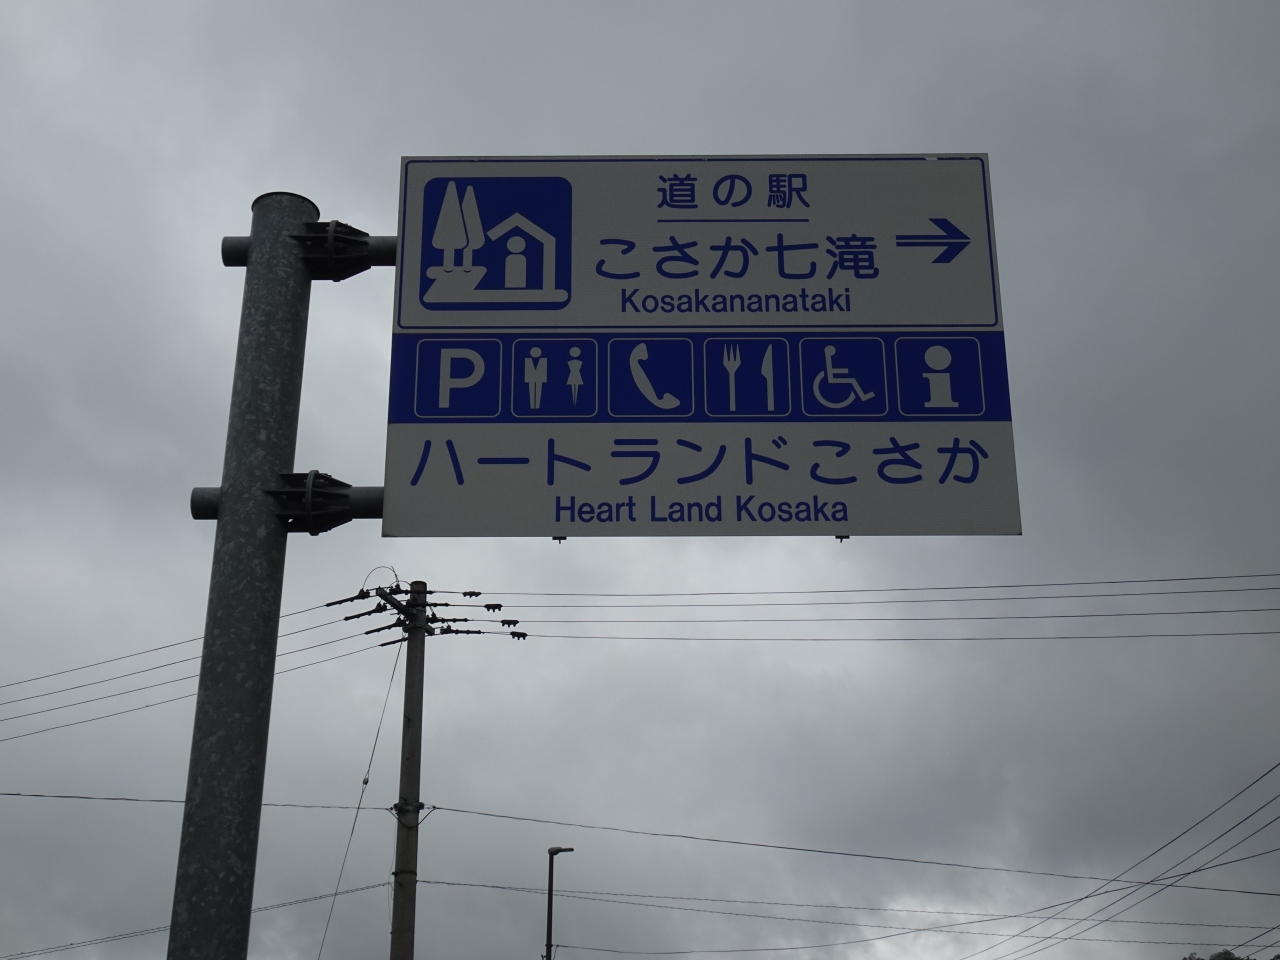 道の駅
こさか七滝
Kosakananataki
P
ハートランドこさか
Heart Land Kosaka